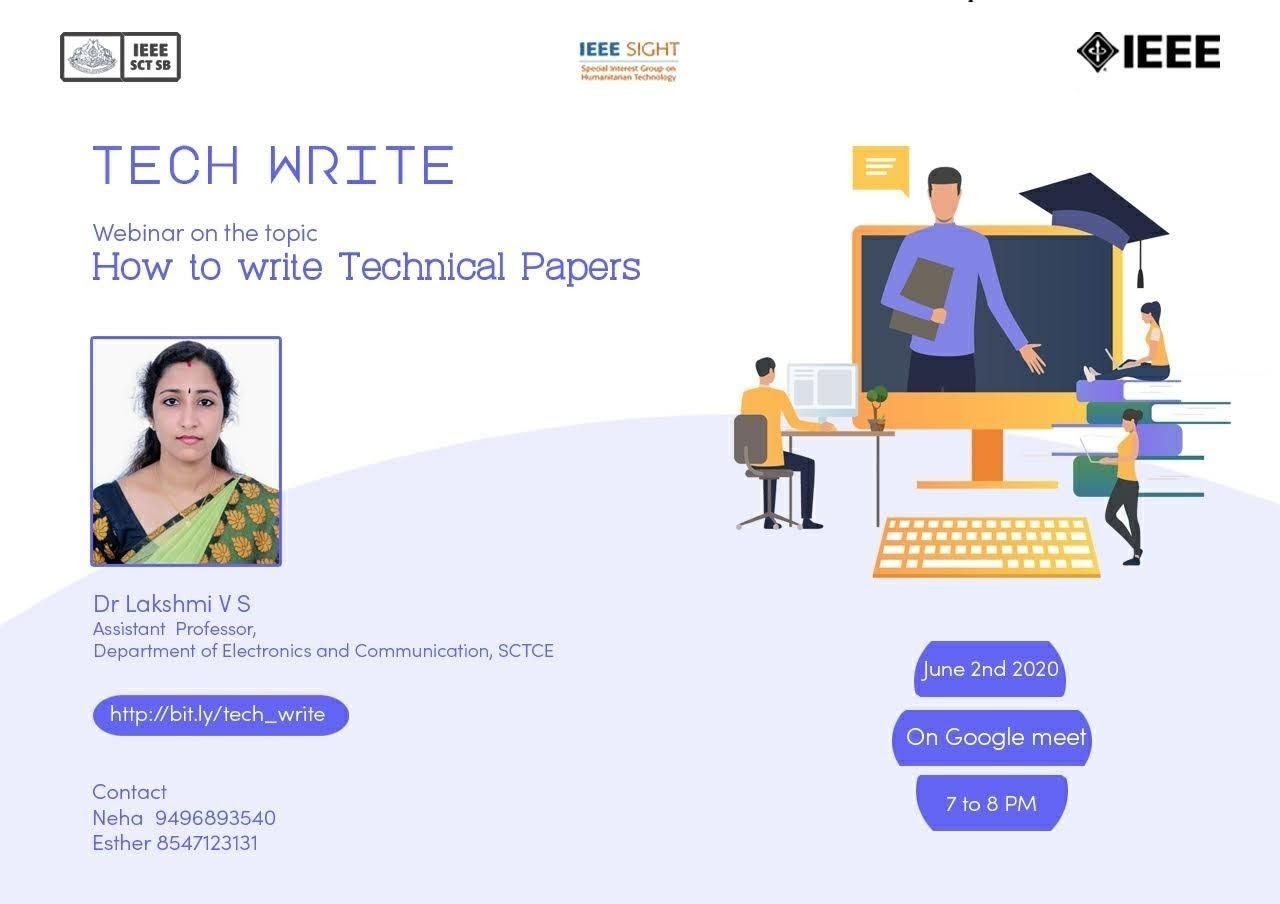 IEEE
SCT SB
IEEE SIGHT
Special Interest Group on
Humanitarian Technology
IEEE
TECH WRITE
Webinar on the topic
How to write Technical Papers
Dr Lakshmi V S
Assistant Professor,
Department of Electronics and Communication, SCTCE
http://bit.ly/tech_write
Contact
Neha 9496893540
Esther 8547123131
June 2nd 2020
On Google meet
7 to 8 PM